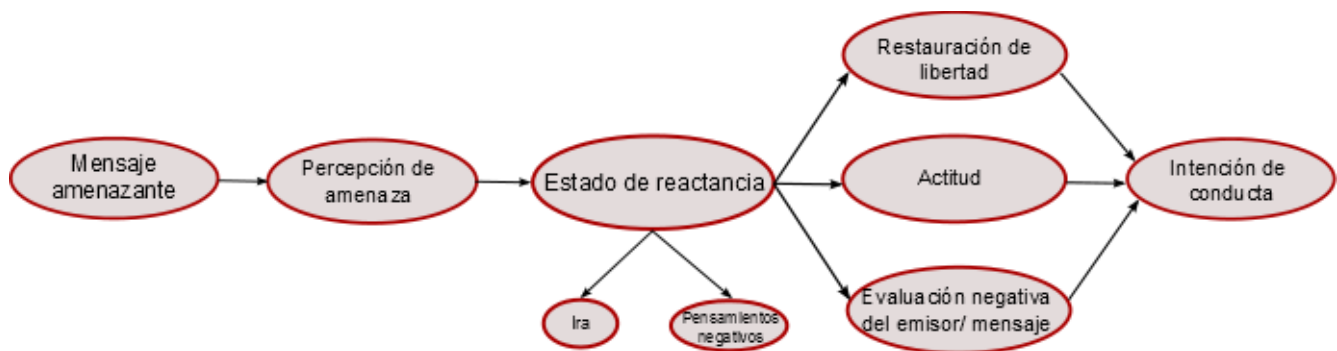 Mensaje
amenazante
Percepción de
amenaza
Estado de reactancia
Ira
Pensamientos
negativos
Restauración de
libertad
Actitud
Evaluación negativa
del emisor/ mensaje
Intención de
conducta